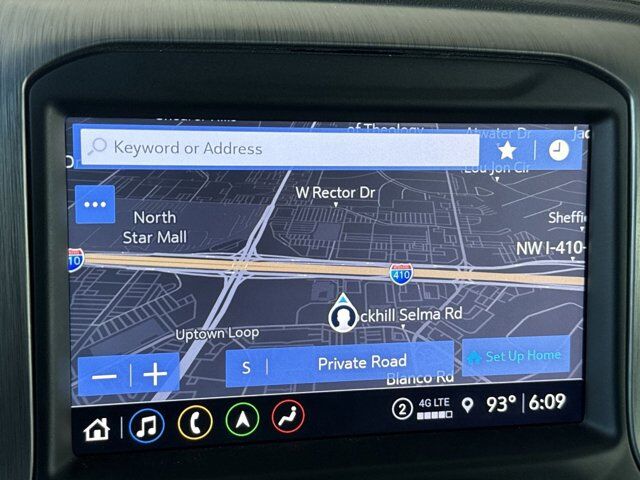 of Theology
Atwater Dr
Keyword or Address
Lou Jon Cir
W Rector Dr
North
Star Mall
Sheffie
NW I-410
10
410
ckhill Selma Rd
Uptown Loop
S
Private Road
Set Up Home
Blanco Rd
2
4G LTE
93°
6:09